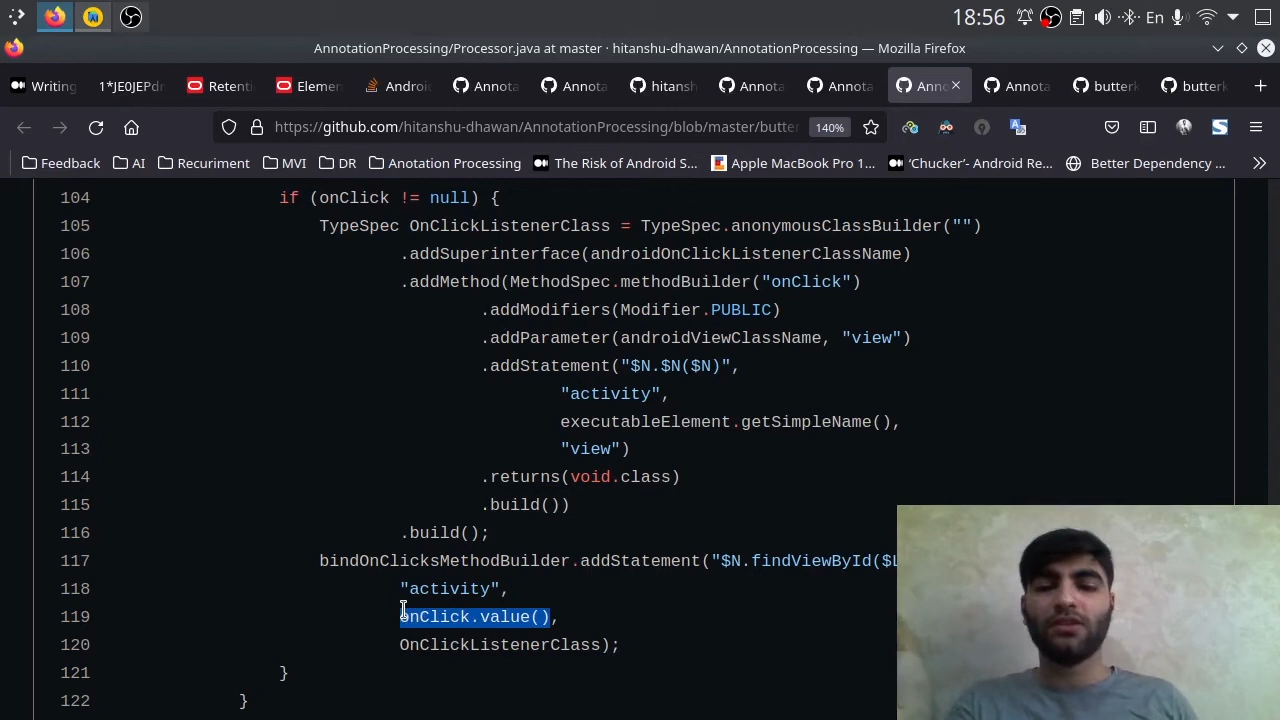 18:56
En
AnnotationProcessing/Processor.java at master · hitanshu-dhawan/AnnotationProcessing — Mozilla Firefox
Writing
1*JE0JEPdr
Retenti
Elemen
Androi
Annota
Annota
hitansh
Annota
Annota
Anno
Annota
butterk
butterk
https://github.com/hitanshu-dhawan/AnnotationProcessing/blob/master/butter
140%
Feedback
AI
Recruriment
MVI
DR
Anotation Processing
The Risk of Android S...
Apple MacBook Pro 1...
‘Chucker’- Android Re...
Better Dependency ...
104 if (onClick != null) {
105 TypeSpec OnClickListenerClass = TypeSpec.anonymousClassBuilder("")
106 .addSuperinterface(androidOnClickListenerClassName)
107 .addMethod(MethodSpec.methodBuilder("onClick")
108 .addModifiers(Modifier.PUBLIC)
109 .addParameter(androidViewClassName, "view")
110 .addStatement("$N.$N($N)",
111 "activity",
112 executableElement.getSimpleName(),
113 "view")
114 .returns(void.class)
115 .build())
116 .build();
117 bindOnClicksMethodBuilder.addStatement("$N.findViewById($L
118 "activity",
119 onClick.value(),
120 OnClickListenerClass);
121 }
122 }